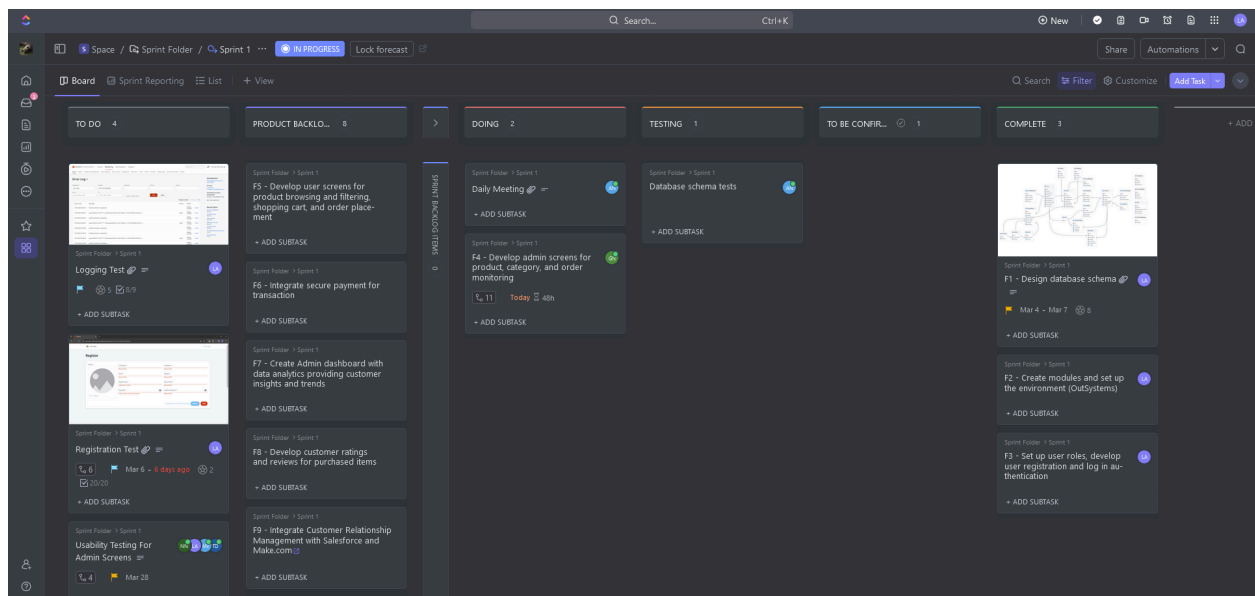 Search...
Ctrl+K
New
LA
S Space / Sprint Folder / Sprint 1 ...
IN PROGRESS
Lock forecast
Share
Automations
Board
Sprint Reporting
List
+ View
Search
Filter
Customize
Add Task
TO DO 4
PRODUCT BACKLO... 8
DOING 2
TESTING 1
TO BE CONFIR... 1
COMPLETE 3
+ ADD
Register
Sprint Folder > Sprint 1
Logging Test
LA
5
8/9
+ ADD SUBTASK
Sprint Folder > Sprint 1
Registration Test
LA
6
Mar 6 - 6 days ago
2
20/20
+ ADD SUBTASK
Sprint Folder > Sprint 1
Usability Testing For
Admin Screens
4
Mar 28
Sprint Folder > Sprint 1
F5 - Develop user screens for
product browsing and filtering,
shopping cart, and order place-
ment
+ ADD SUBTASK
Sprint Folder > Sprint 1
F6 - Integrate secure payment for
transaction
+ ADD SUBTASK
Sprint Folder > Sprint 1
F7 - Create Admin dashboard with
data analytics providing customer
insights and trends
+ ADD SUBTASK
Sprint Folder > Sprint 1
F8 - Develop customer ratings
and reviews for purchased items
+ ADD SUBTASK
Sprint Folder > Sprint 1
F9 - Integrate Customer Relationship
Management with Salesforce and
Make.com
+ ADD SUBTASK
SPRINT BACKLOG ITEMS 0
Sprint Folder > Sprint 1
Daily Meeting
+ ADD SUBTASK
Sprint Folder > Sprint 1
F4 - Develop admin screens for
product, category, and order
monitoring
11
Today
48h
+ ADD SUBTASK
Sprint Folder > Sprint 1
Database schema tests
+ ADD SUBTASK
Sprint Folder > Sprint 1
F1 - Design database schema
LA
Mar 4 - Mar 7
8
+ ADD SUBTASK
Sprint Folder > Sprint 1
F2 - Create modules and set up
the environment (OutSystems)
LA
+ ADD SUBTASK
Sprint Folder > Sprint 1
F3 - Set up user roles, develop
user registration and log in au-
thentication
LA
+ ADD SUBTASK